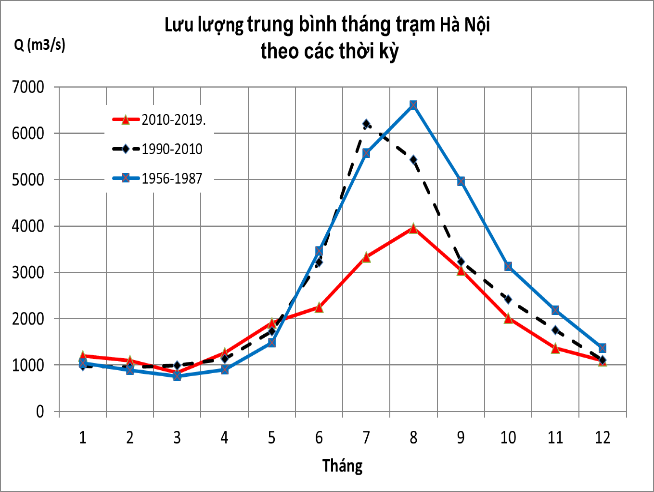 Lưu lượng trung bình tháng trạm Hà Nội
theo các thời kỳ
Q (m3/s)
7000
6000
5000
4000
3000
2000
1000
0
2010-2019.
1990-2010
1956-1987
1 2 3 4 5 6 7 8 9 10 11 12
Tháng